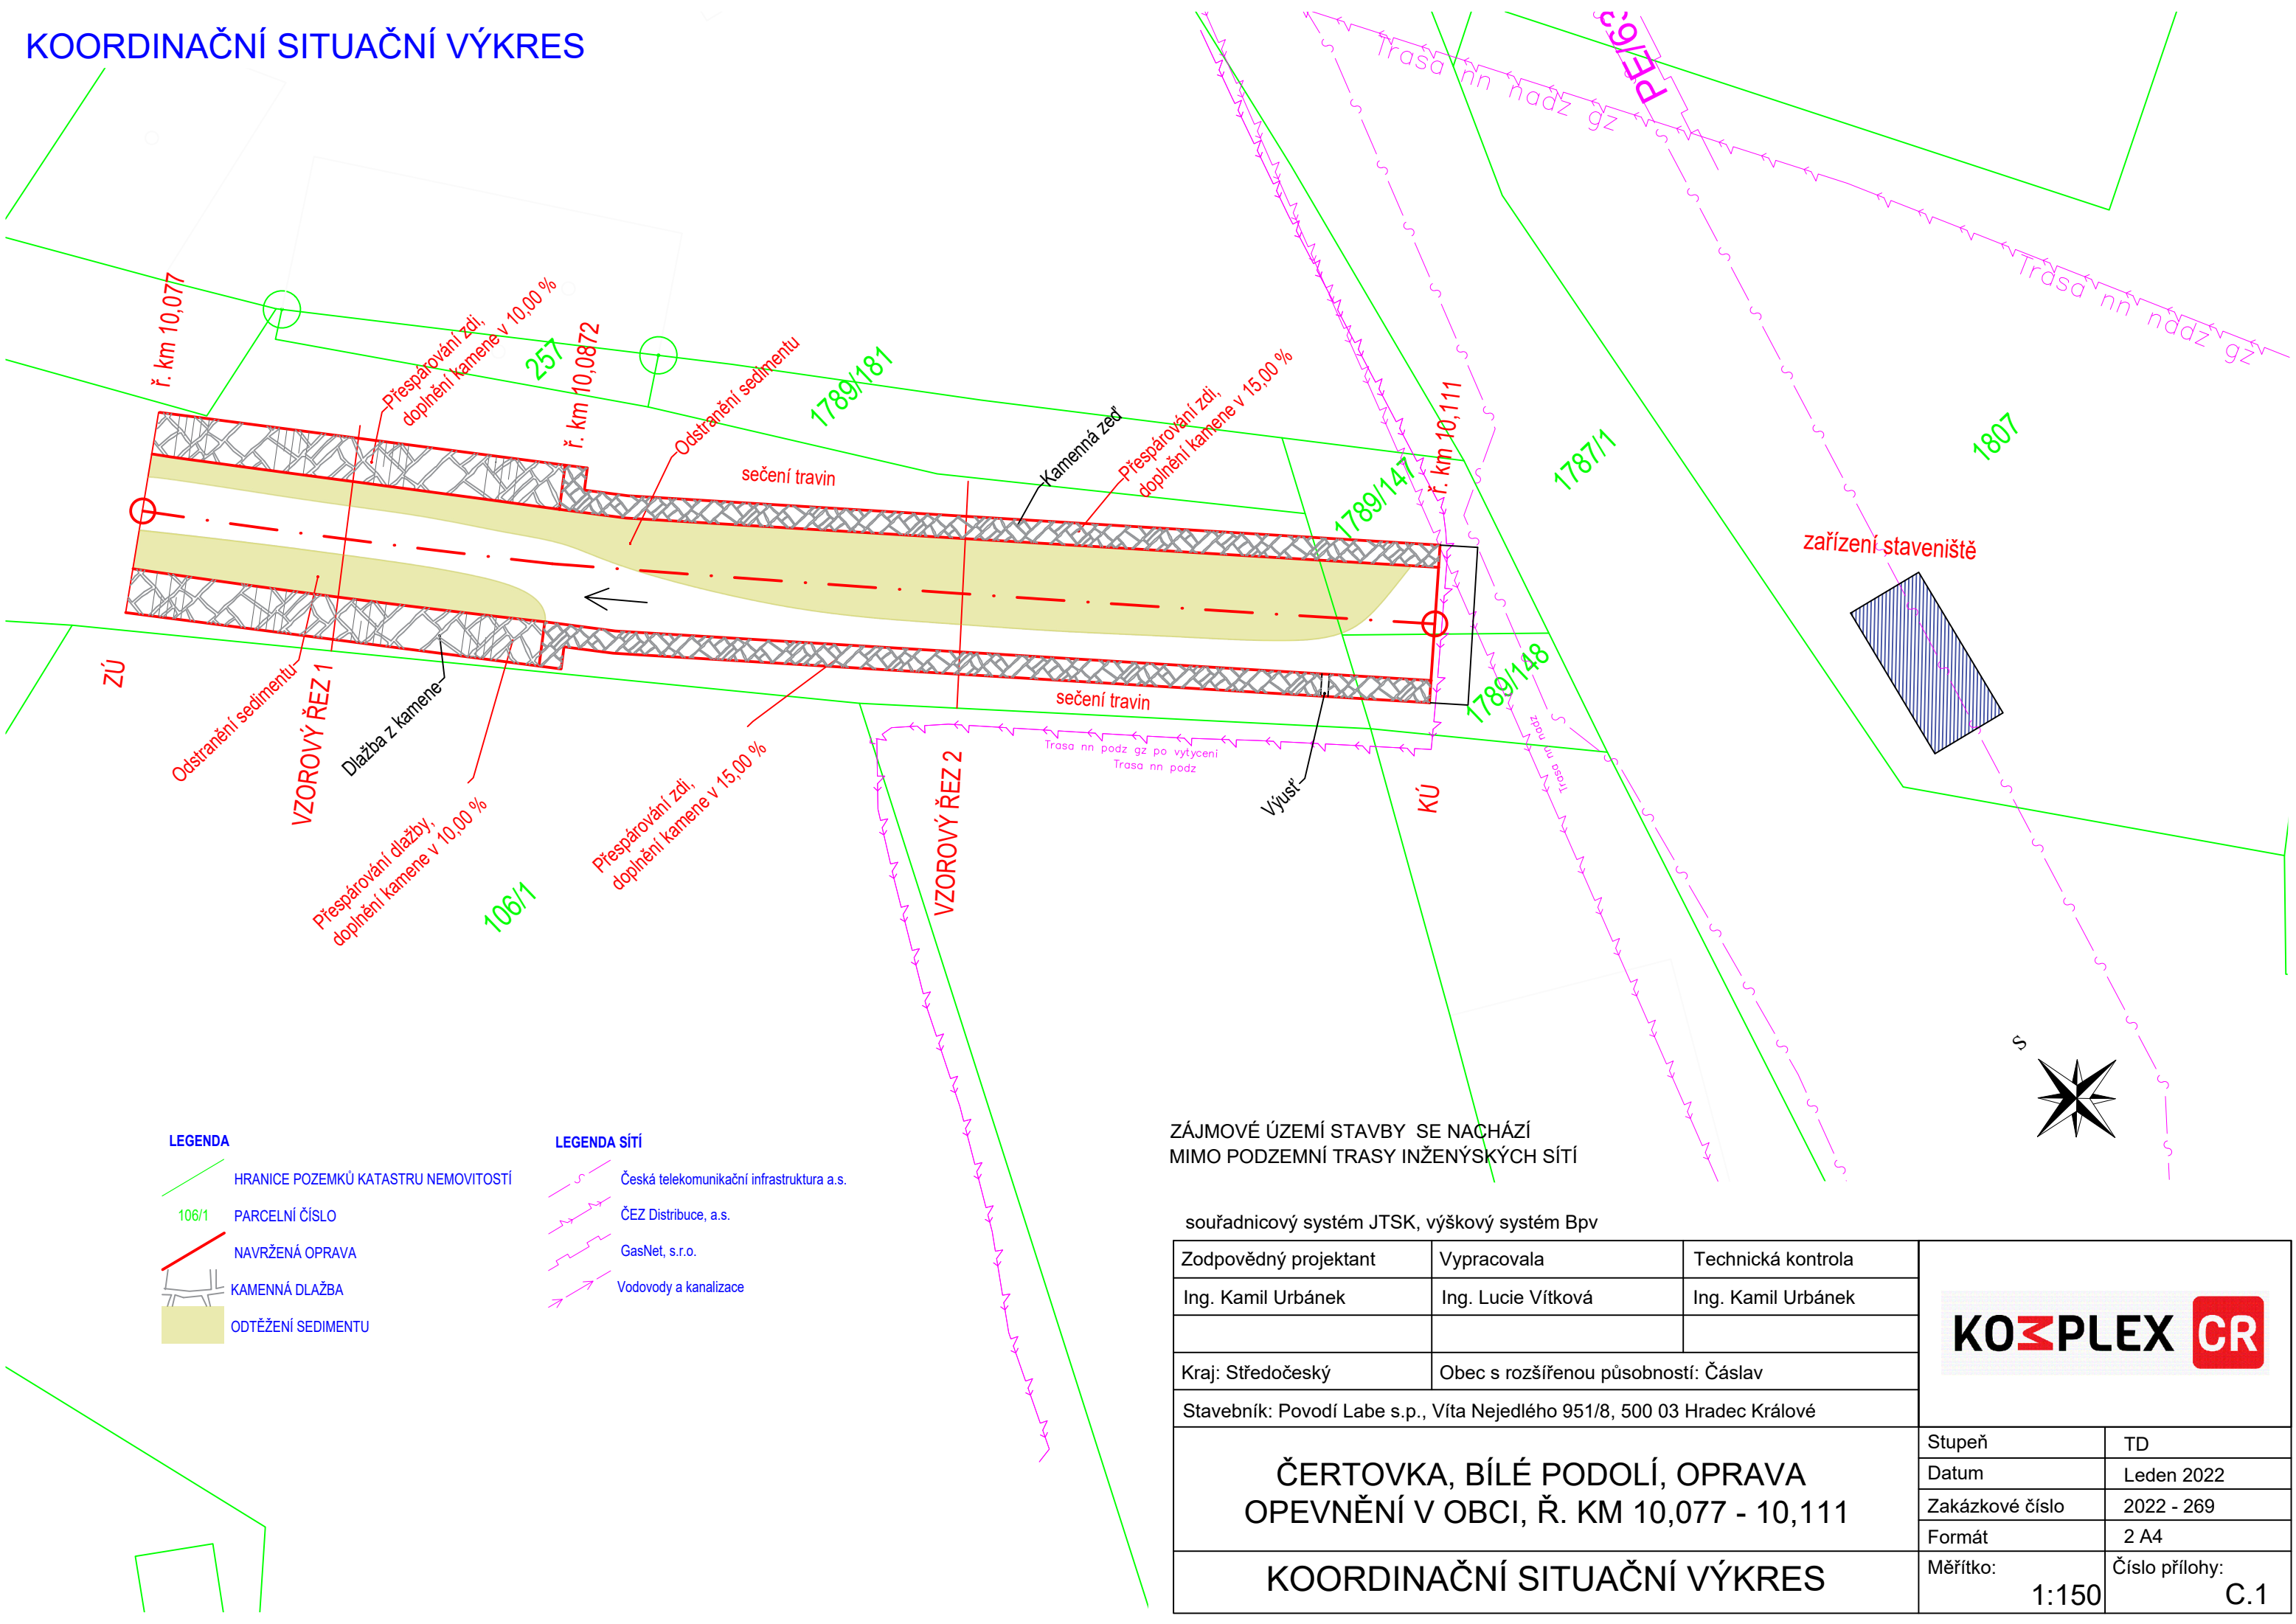 KOORDINAČNÍ SITUAČNÍ VÝKRES
Trasa nn nadz gz
PE/63
Trasa nn nadz gz
ř. km 10,077
Přespárování zdi,
doplnění kamene v 10,00 %
257
ř. km 10,0872
Odstranění sedimentu
1789/181
sečení travin
Kamenná zeď
Přespárování zdi,
doplnění kamene v 15,00 %
ř. km 10,111
1789/147
1787/1
1807
zařízení staveniště
ZÚ
Odstranění sedimentu
VZOROVÝ ŘEZ 1
Dlažba z kamene
Přespárování dlažby,
doplnění kamene v 10,00 %
106/1
Přespárování zdi,
doplnění kamene v 15,00 %
VZOROVÝ ŘEZ 2
sečení travin
Trasa nn podz gz po vytyceni
Trasa nn podz
Výusť
KÚ
1789/148
Trasa nn nadz
S
LEGENDA
HRANICE POZEMKŮ KATASTRU NEMOVITOSTÍ
106/1 PARCELNÍ ČÍSLO
NAVRŽENÁ OPRAVA
KAMENNÁ DLAŽBA
ODTĚŽENÍ SEDIMENTU
LEGENDA SÍTÍ
Česká telekomunikační infrastruktura a.s.
ČEZ Distribuce, a.s.
GasNet, s.r.o.
Vodovody a kanalizace
ZÁJMOVÉ ÚZEMÍ STAVBY SE NACHÁZÍ
MIMO PODZEMNÍ TRASY INŽENÝSKÝCH SÍTÍ
souřadnicový systém JTSK, výškový systém Bpv
Zodpovědný projektant Vypracovala Technická kontrola
Ing. Kamil Urbánek Ing. Lucie Vítková Ing. Kamil Urbánek
Kraj: Středočeský Obec s rozšířenou působností: Čáslav
Stavebník: Povodí Labe s.p., Víta Nejedlého 951/8, 500 03 Hradec Králové
KOMPLEX CR
ČERTOVKA, BÍLÉ PODOLÍ, OPRAVA
OPEVNĚNÍ V OBCI, Ř. KM 10,077 - 10,111
KOORDINAČNÍ SITUAČNÍ VÝKRES
Stupeň TD
Datum Leden 2022
Zakázkové číslo 2022 - 269
Formát 2 A4
Měřítko: 1:150
Číslo přílohy: C.1